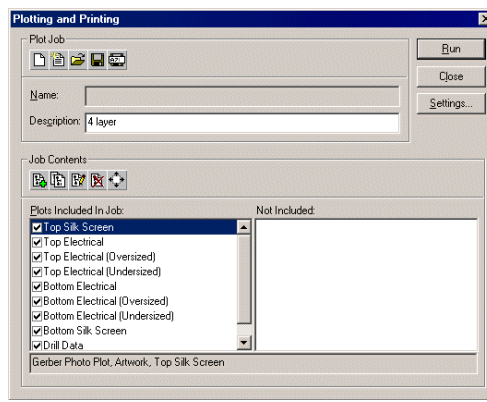 Plotting and Printing
Plot Job
Run
Close
Settings...
Name:
Description: 4 layer
Job Contents
Plots Included In Job:
Not Included:
Top Silk Screen
Top Electrical
Top Electrical (Oversized)
Top Electrical (Undersized)
Bottom Electrical
Bottom Electrical (Oversized)
Bottom Electrical (Undersized)
Bottom Silk Screen
Drill Data
Gerber Photo Plot, Artwork, Top Silk Screen